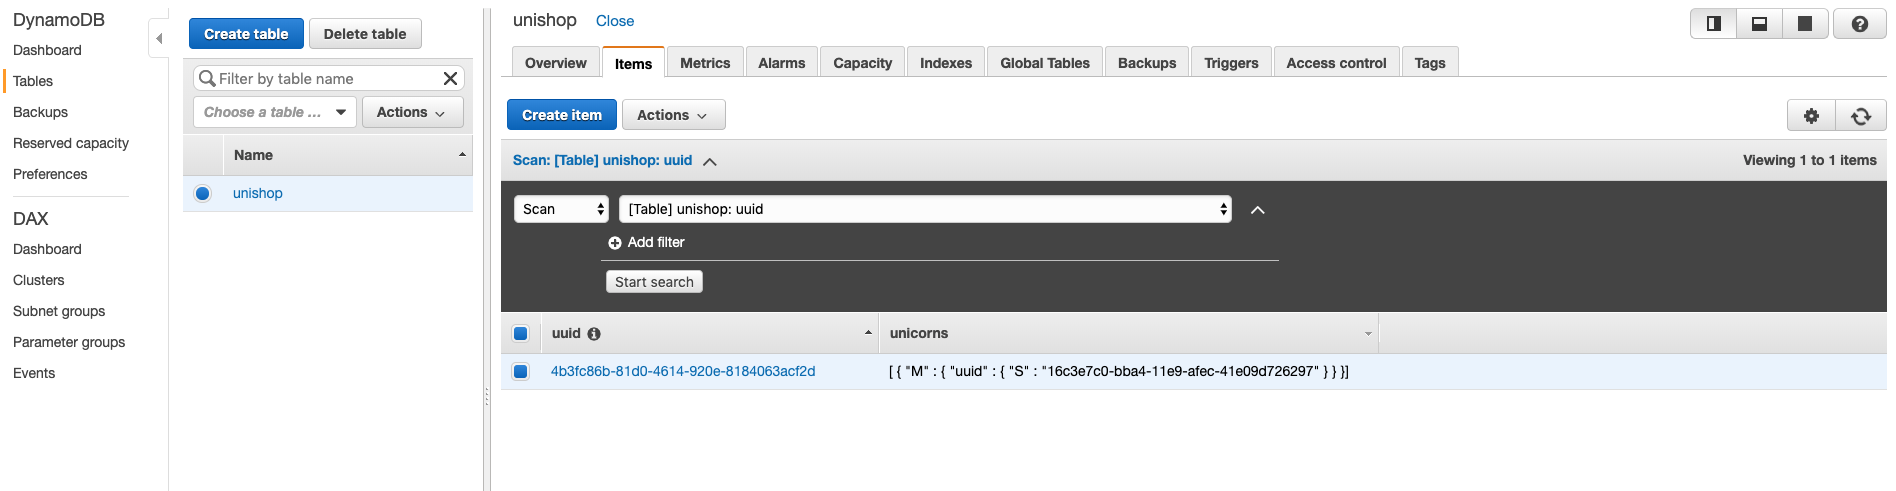 DynamoDB
Dashboard
Tables
Backups
Reserved capacity
Preferences
DAX
Dashboard
Clusters
Subnet groups
Parameter groups
Events
Create table
Delete table
Filter by table name
Choose a table ...
Actions
Name
unishop
unishop Close
Overview
Items
Metrics
Alarms
Capacity
Indexes
Global Tables
Backups
Triggers
Access control
Tags
Create item
Actions
Scan: [Table] unishop: uuid
Viewing 1 to 1 items
Scan
[Table] unishop: uuid
Add filter
Start search
uuid
unicorns
4b3fc86b-81d0-4614-920e-8184063acf2d
[ { "M" : { "uuid" : { "S" : "16c3e7c0-bba4-11e9-afec-41e09d726297" } } }]